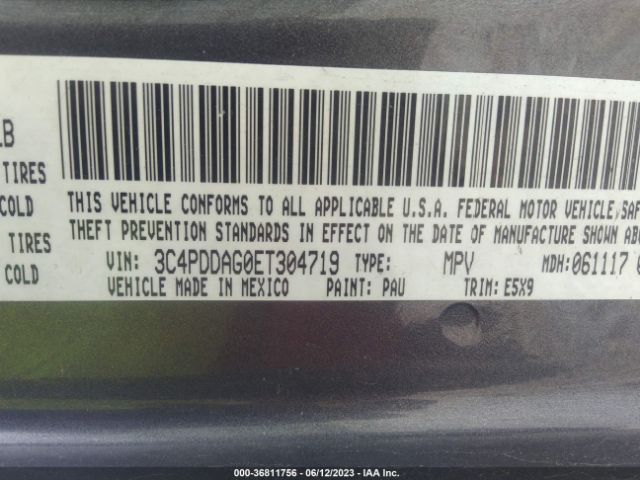 LB
TIRES
COLD
TIRES
COLD
THIS VEHICLE CONFORMS TO ALL APPLICABLE U.S.A. FEDERAL MOTOR VEHICLE,SAF
THEFT PREVENTION STANDARDS IN EFFECT ON THE DATE OF MANUFACTURE SHOWN ABO
VIN: 3C4PDDAG0ET304719 TYPE: MPV MDH:061117
VEHICLE MADE IN MEXICO PAINT: PAU TRIM: E5X9
000-36811756 - 06/12/2023 - IAA Inc.